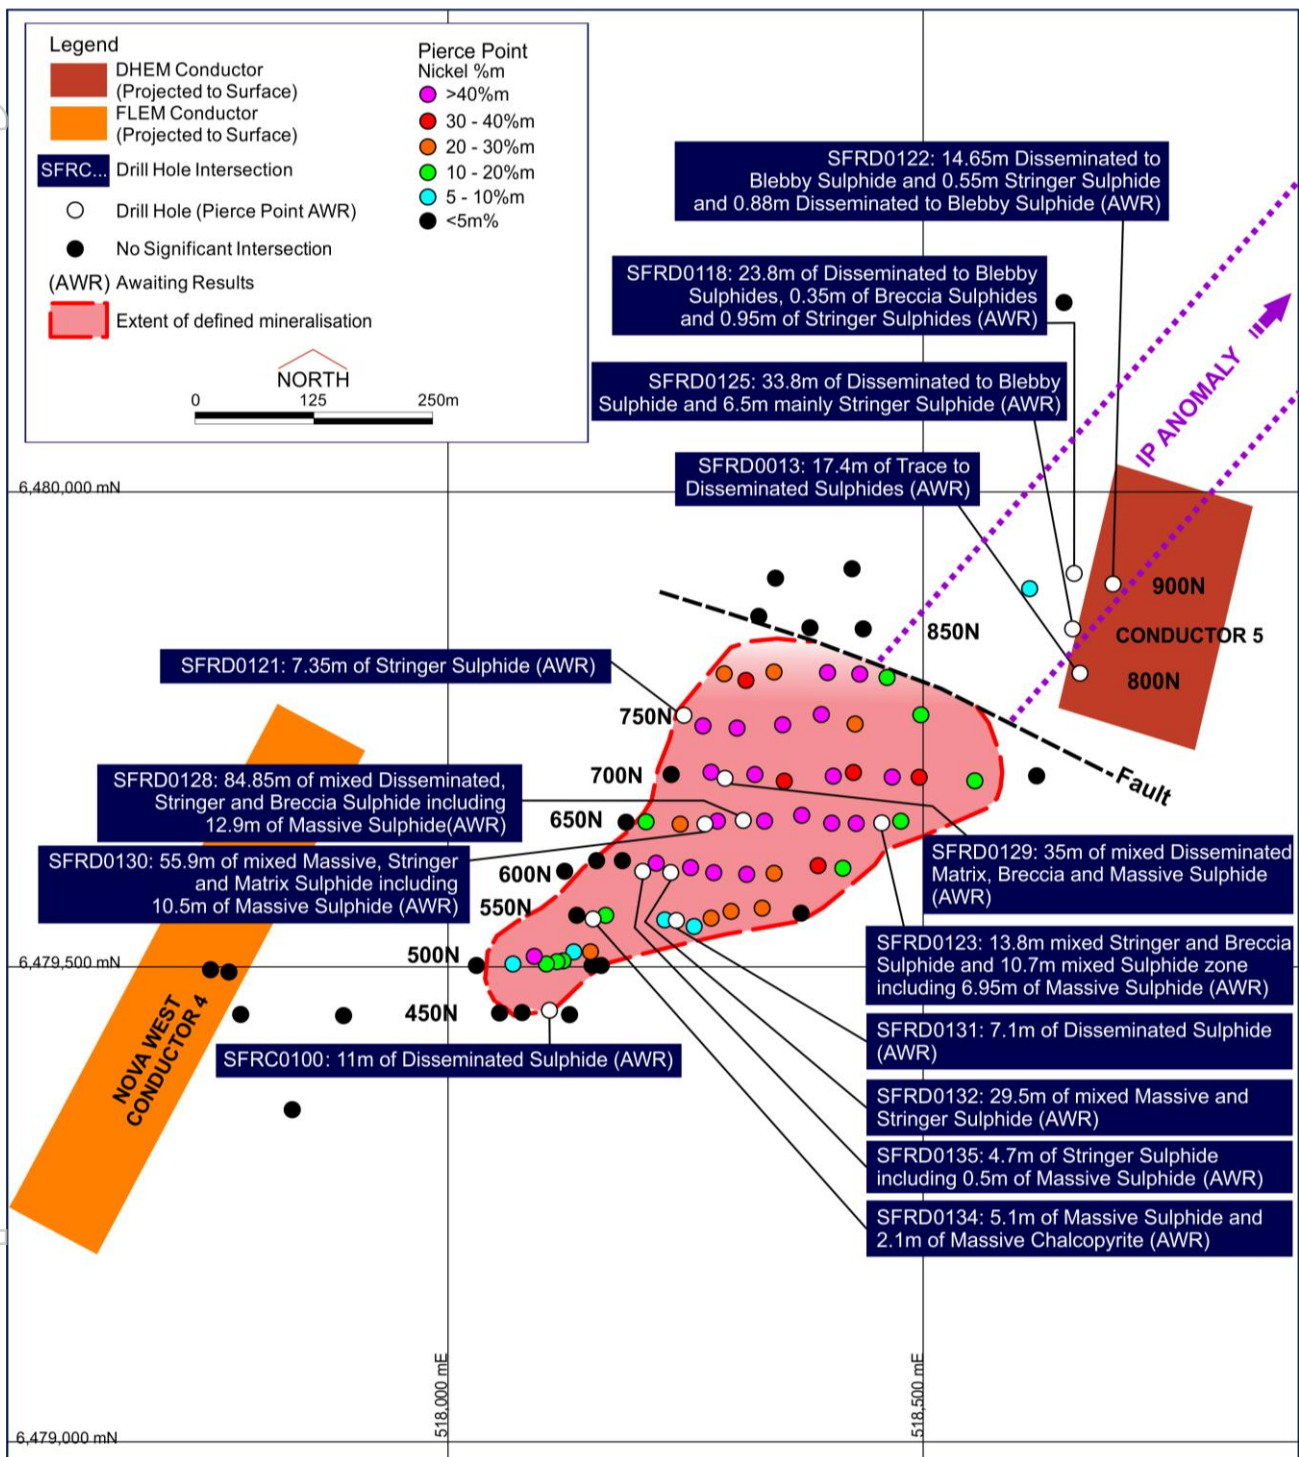 Legend
DHEM Conductor
(Projected to Surface)
FLEM Conductor
(Projected to Surface)
SFRC...
Drill Hole Intersection
Drill Hole (Pierce Point AWR)
No Significant Intersection
(AWR) Awaiting Results
Extent of defined mineralisation
NORTH
0 125 250m
Pierce Point
Nickel %m
>40%m
30 - 40%m
20 - 30%m
10 - 20%m
5 - 10%m
<5m%
SFRD0122: 14.65m Disseminated to
Blebby Sulphide and 0.55m Stringer Sulphide
and 0.88m Disseminated to Blebby Sulphide (AWR)
SFRD0118: 23.8m of Disseminated to Blebby
Sulphides, 0.35m of Breccia Sulphides
and 0.95m of Stringer Sulphides (AWR)
SFRD0125: 33.8m of Disseminated to Blebby
Sulphide and 6.5m mainly Stringer Sulphide (AWR)
SFRD0013: 17.4m of Trace to
Disseminated Sulphides (AWR)
IP ANOMALY
6,480,000 mN
900N
850N
CONDUCTOR 5
800N
SFRD0121: 7.35m of Stringer Sulphide (AWR)
750N
700N
Fault
SFRD0128: 84.85m of mixed Disseminated,
Stringer and Breccia Sulphide including
12.9m of Massive Sulphide(AWR)
650N
SFRD0130: 55.9m of mixed Massive, Stringer
and Matrix Sulphide including
10.5m of Massive Sulphide (AWR)
600N
SFRD0129: 35m of mixed Disseminated
Matrix, Breccia and Massive Sulphide
(AWR)
550N
500N
SFRD0123: 13.8m mixed Stringer and Breccia
Sulphide and 10.7m mixed Sulphide zone
including 6.95m of Massive Sulphide (AWR)
6,479,500 mN
450N
NOVA WEST
CONDUCTOR 4
SFRC0100: 11m of Disseminated Sulphide (AWR)
SFRD0131: 7.1m of Disseminated Sulphide
(AWR)
SFRD0132: 29.5m of mixed Massive and
Stringer Sulphide (AWR)
SFRD0135: 4.7m of Stringer Sulphide
including 0.5m of Massive Sulphide (AWR)
SFRD0134: 5.1m of Massive Sulphide and
2.1m of Massive Chalcopyrite (AWR)
518,000 mE
518,500 mE
6,479,000 mN